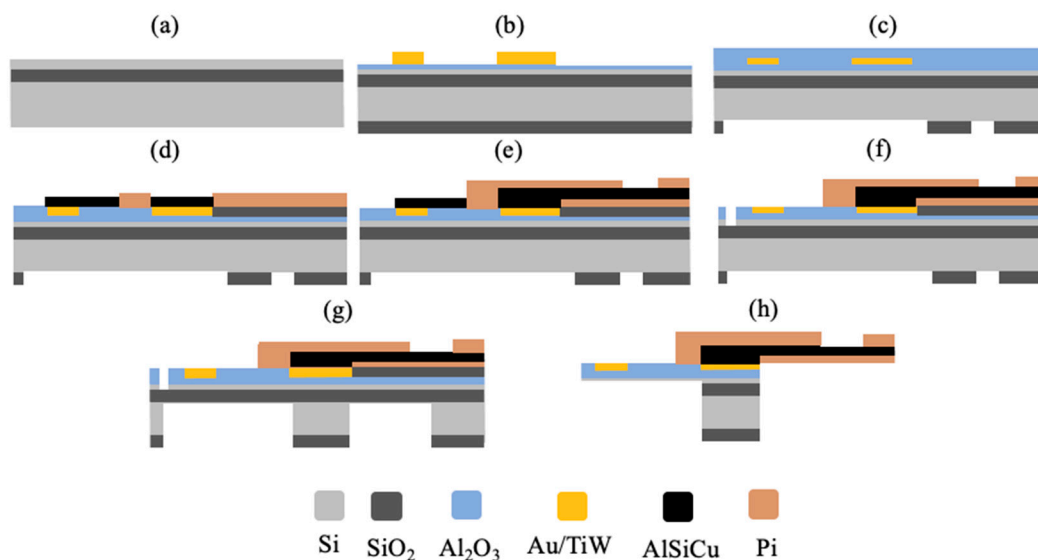 (a) (b) (c)
(d) (e) (f)
(g) (h)
Si SiO₂ Al₂O₃ Au/TiW AlSiCu Pi